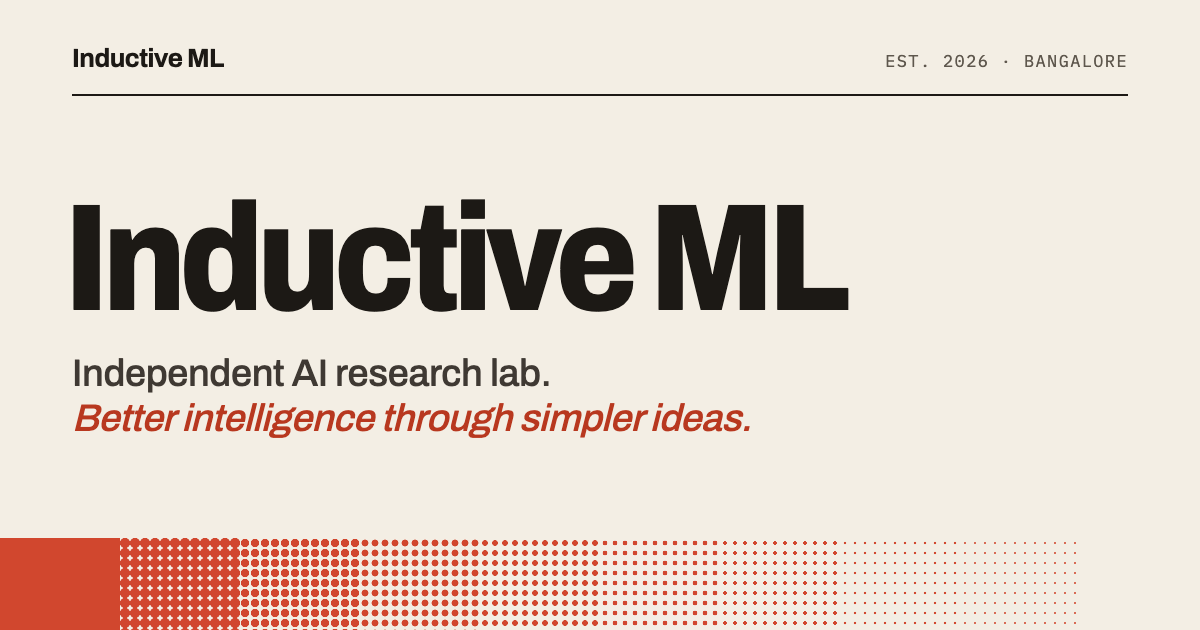 Inductive ML
EST. 2026 · BANGALORE
Inductive ML
Independent AI research lab.
Better intelligence through simpler ideas.